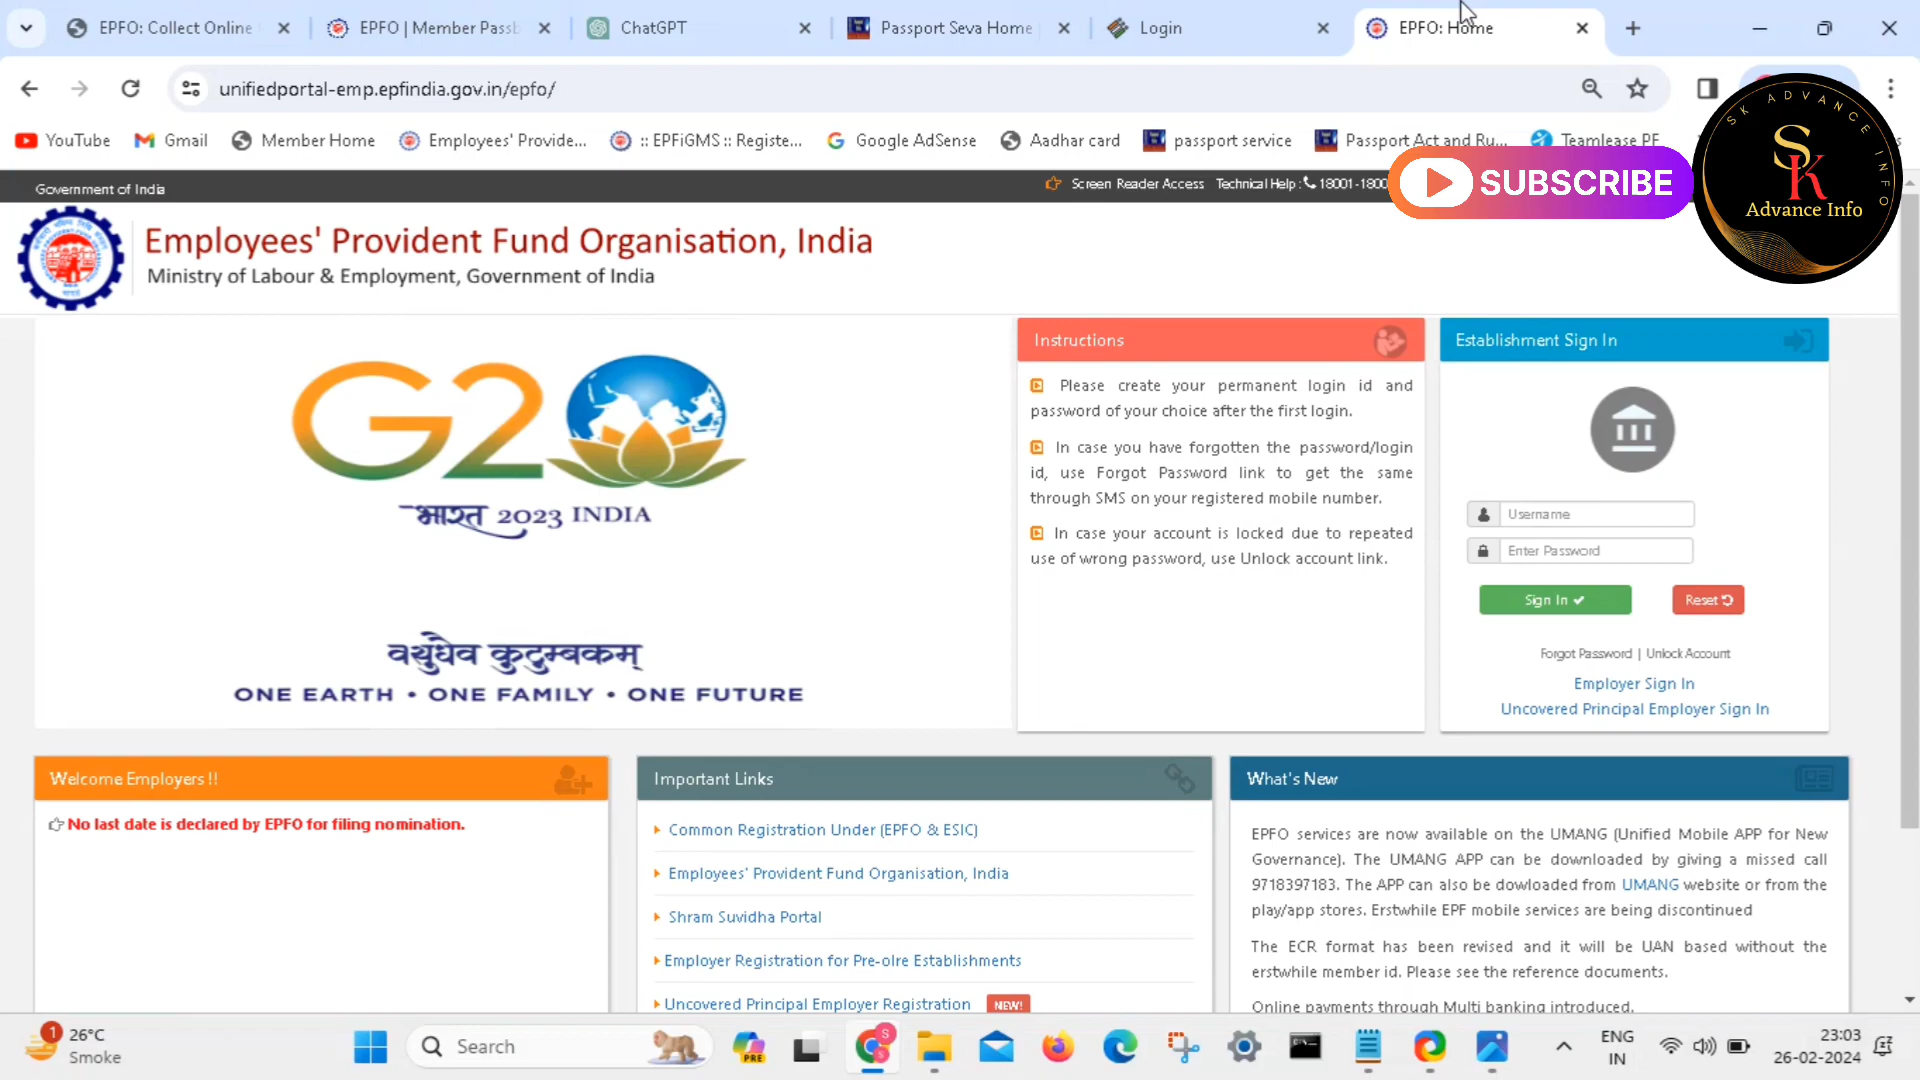 EPFO: Collect Online
EPFO | Member Passb
ChatGPT
Passport Seva Home
Login
EPFO: Home
unifiedportal-emp.epfindia.gov.in/epfo/
YouTube
Gmail
Member Home
Employees' Provide...
:: EPFiGMS :: Registe...
Google AdSense
Aadhar card
passport service
Passport Act and Ru...
Teamlease PF
SK ADVANCE INFO
SK
Advance Info
SUBSCRIBE
Government of India
Screen Reader Access
Technical Help :
18001-1800
Employees' Provident Fund Organisation, India
Ministry of Labour & Employment, Government of India
G20
भारत 2023 INDIA
वसुधैव कुटुम्बकम्
ONE EARTH • ONE FAMILY • ONE FUTURE
Instructions
Please create your permanent login id and
password of your choice after the first login.
In case you have forgotten the password/login
id, use Forgot Password link to get the same
through SMS on your registered mobile number.
In case your account is locked due to repeated
use of wrong password, use Unlock account link.
Establishment Sign In
Username
Enter Password
Sign In
Reset
Forgot Password | Unlock Account
Employer Sign In
Uncovered Principal Employer Sign In
Welcome Employers !!
No last date is declared by EPFO for filing nomination.
Important Links
Common Registration Under (EPFO & ESIC)
Employees' Provident Fund Organisation, India
Shram Suvidha Portal
Employer Registration for Pre-olre Establishments
Uncovered Principal Employer Registration NEW!
What's New
EPFO services are now available on the UMANG (Unified Mobile APP for New
Governance). The UMANG APP can be downloaded by giving a missed call
9718397183. The APP can also be dowloaded from UMANG website or from the
play/app stores. Erstwhile EPF mobile services are being discontinued
The ECR format has been revised and it will be UAN based without the
erstwhile member id. Please see the reference documents.
Online payments through Multi banking introduced.
1
26°C
Smoke
Search
PRE
S
ENG
IN
23:03
26-02-2024